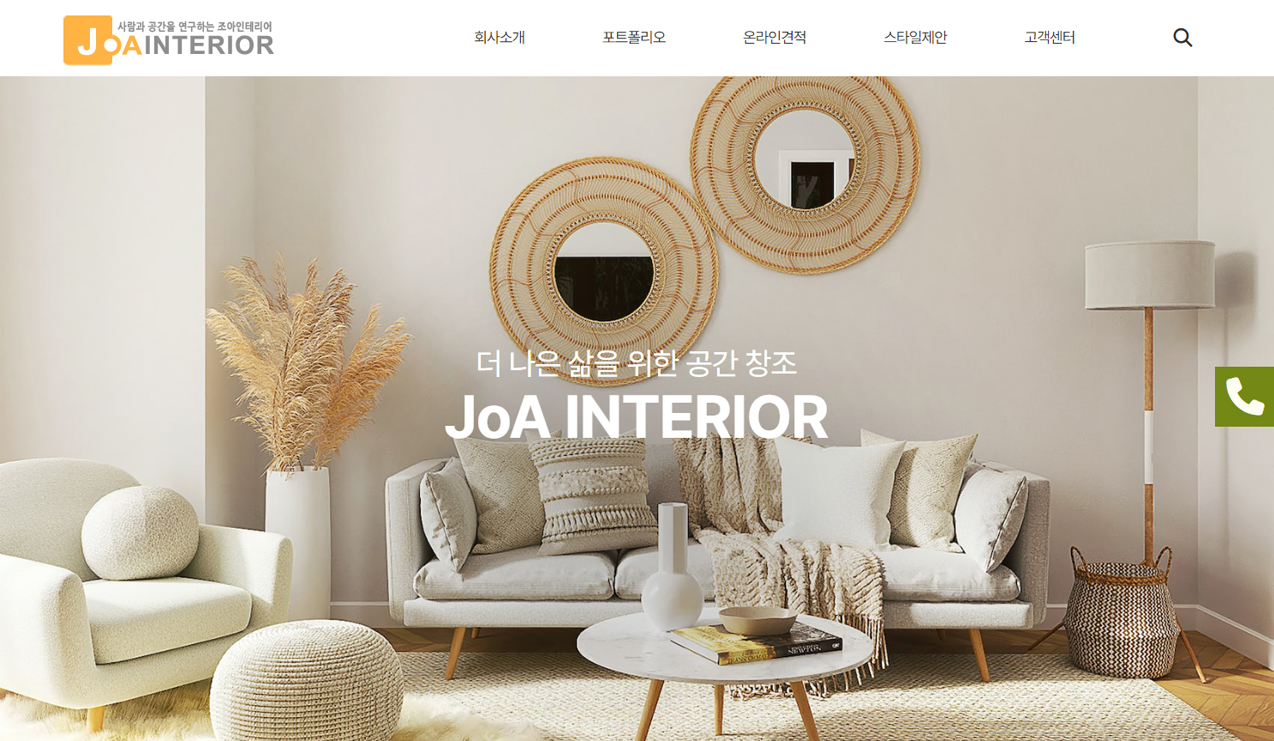 사람과 공간을 연구하는 조아인테리어
JoAINTERIOR
회사소개
포트폴리오
온라인견적
스타일제안
고객센터
더 나은 삶을 위한 공간 창조
JoA INTERIOR